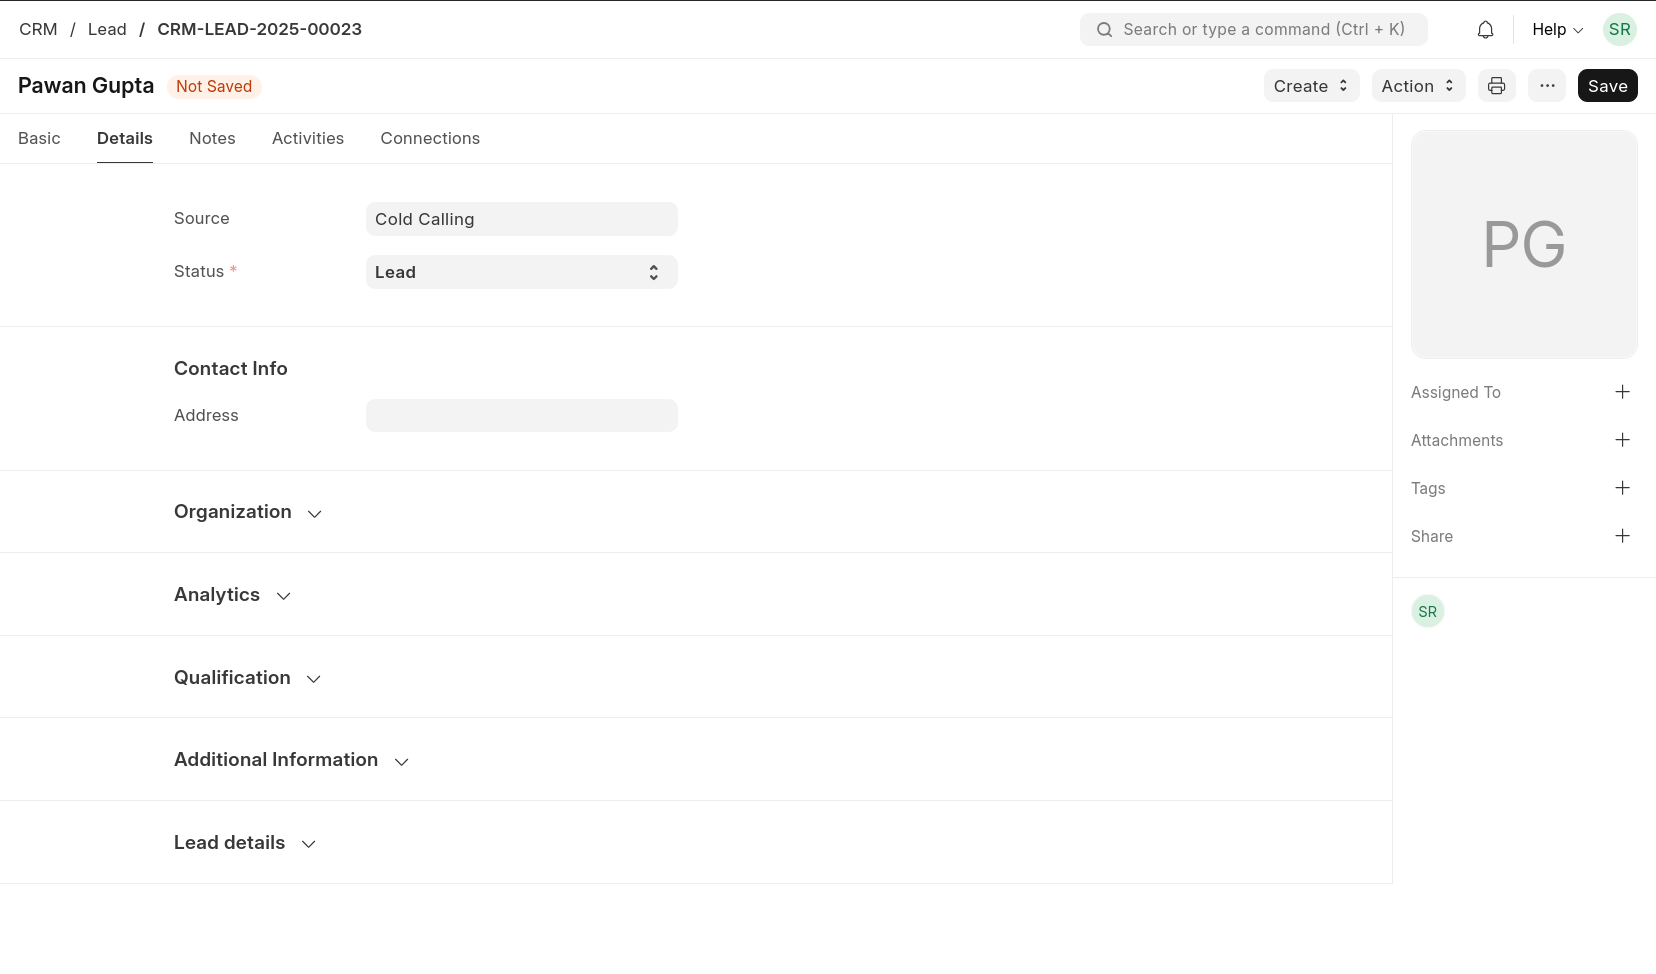 CRM / Lead / CRM-LEAD-2025-00023
Search or type a command (Ctrl + K)
Help
SR
Pawan Gupta
Not Saved
Create
Action
Save
Basic
Details
Notes
Activities
Connections
Source
Cold Calling
Status *
Lead
Contact Info
Address
Organization
Analytics
Qualification
Additional Information
Lead details
PG
Assigned To
Attachments
Tags
Share
SR